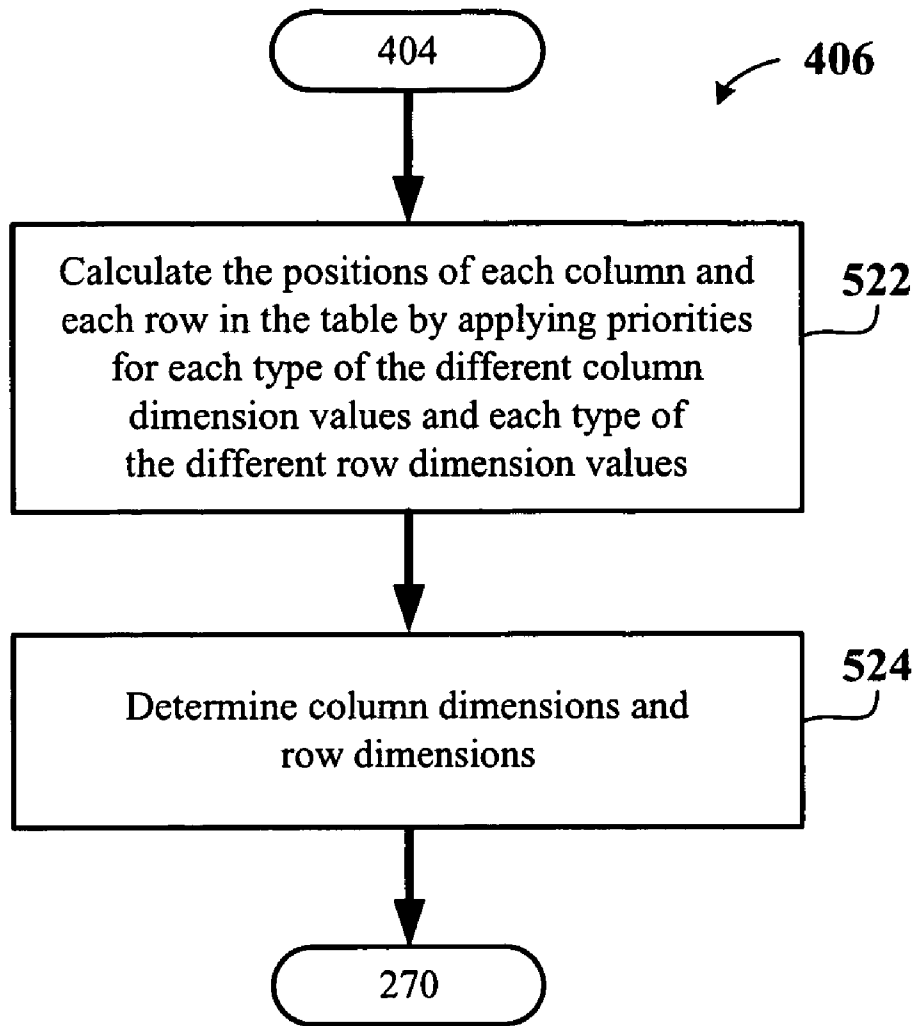 404
406
Calculate the positions of each column and
each row in the table by applying priorities
for each type of the different column
dimension values and each type of
the different row dimension values
522
Determine column dimensions and
row dimensions
524
270